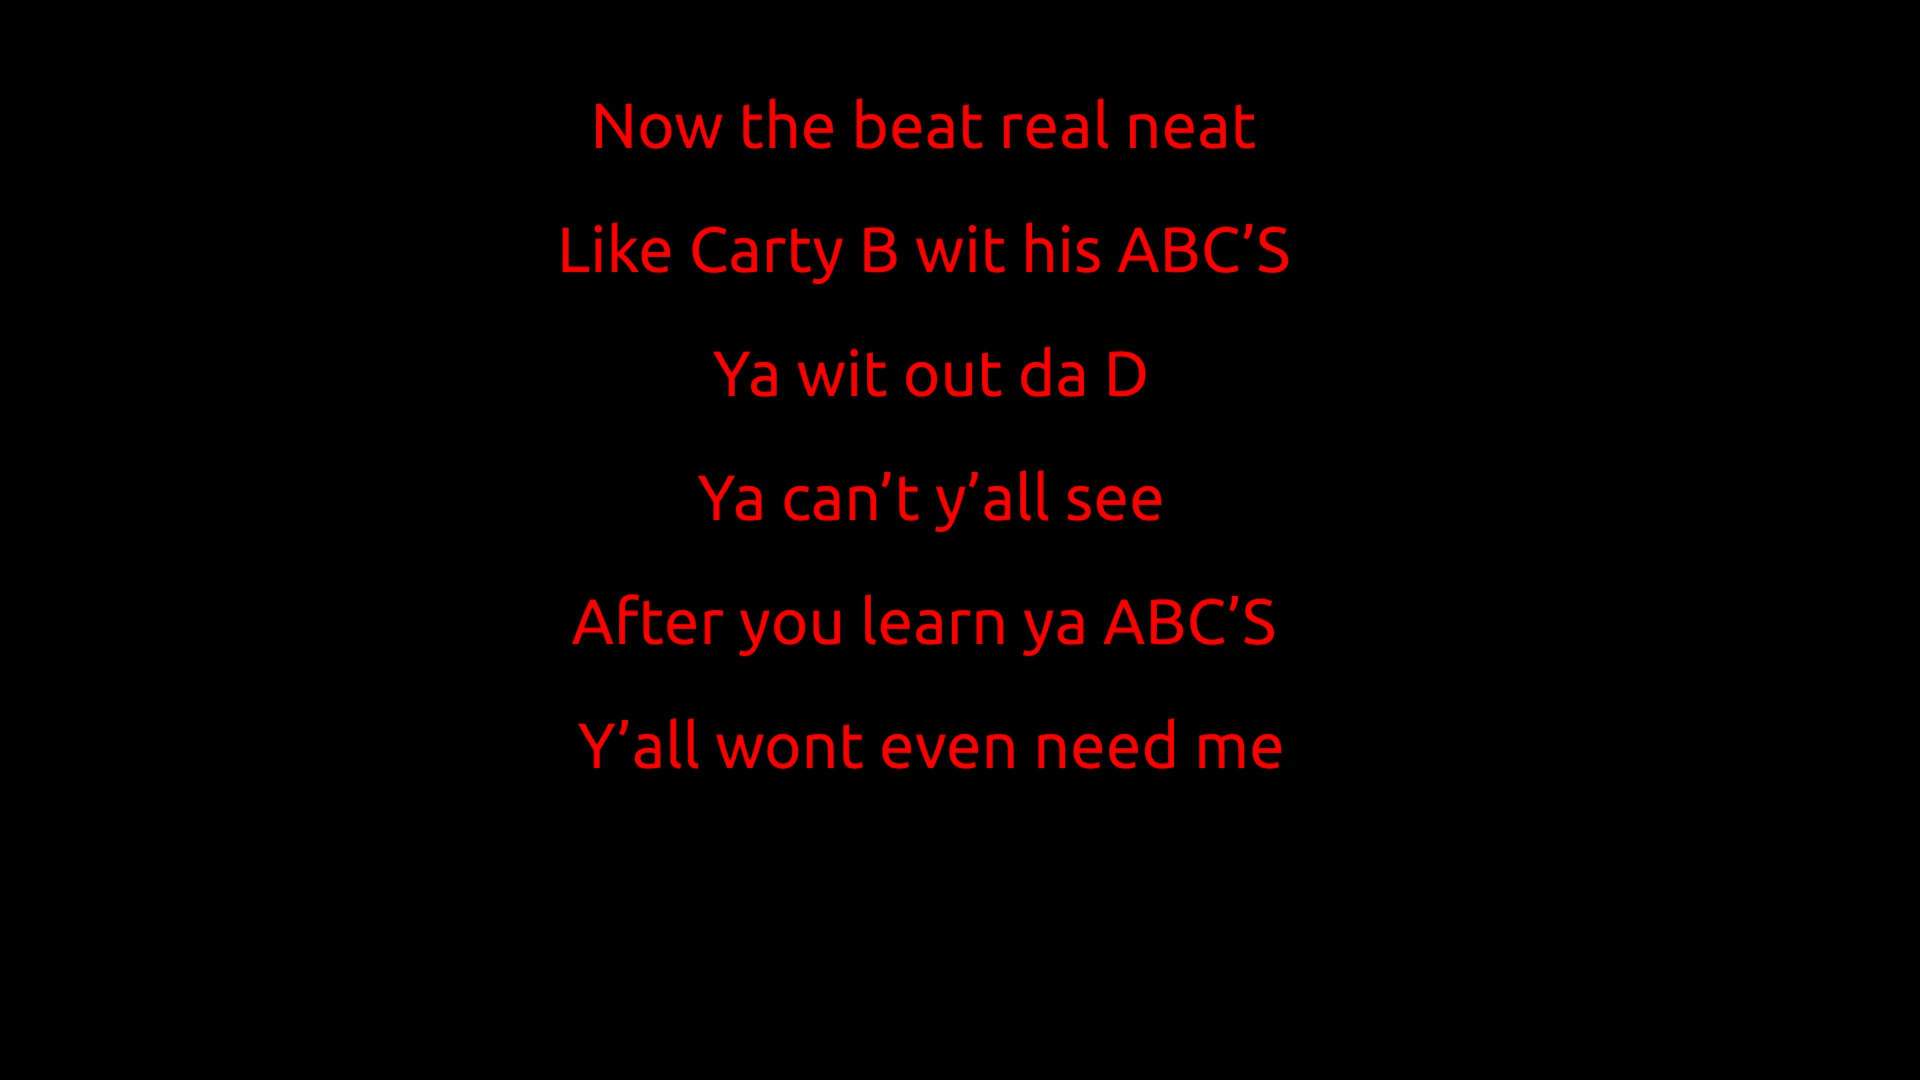 Now the beat real neat
Like Carty B wit his ABC’S
Ya wit out da D
Ya can’t y’all see
After you learn ya ABC’S
Y’all wont even need me